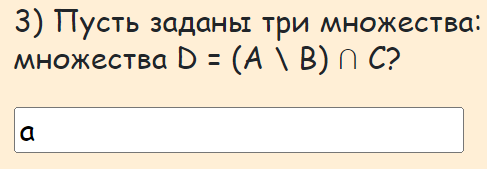 3) Пусть заданы три множества:
множества D = (A \ B) ∩ C?
a